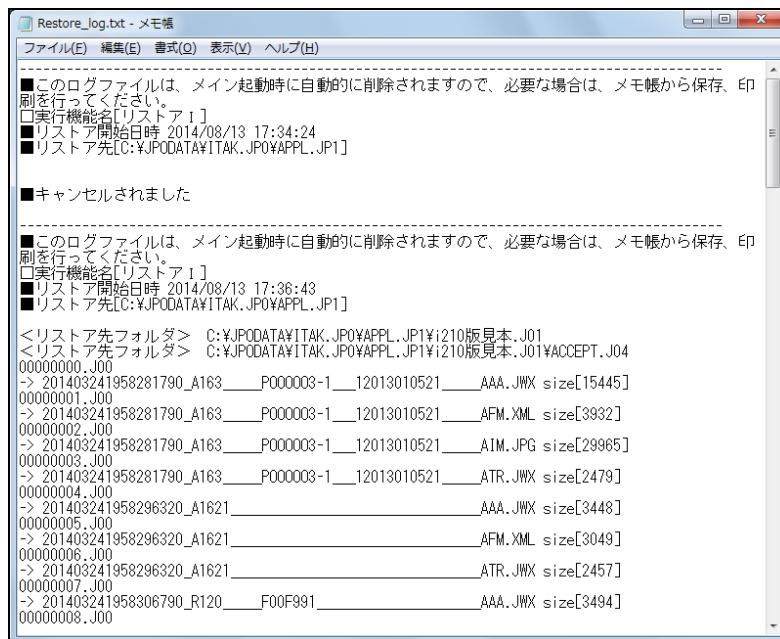 Restore_log.txt - メモ帳
ファイル(F) 編集(E) 書式(O) 表示(V) ヘルプ(H)
------------------------------------------------------------------------------------------
■このログファイルは、メイン起動時に自動的に削除されますので、必要な場合は、メモ帳から保存、印
刷を行ってください。
□実行機能名[リストアⅠ]
■リストア開始日時 2014/08/13 17:34:24
■リストア先[C:¥JPODATA¥ITAK.JPO¥APPL.JP1]
■キャンセルされました
------------------------------------------------------------------------------------------
■このログファイルは、メイン起動時に自動的に削除されますので、必要な場合は、メモ帳から保存、印
刷を行ってください。
□実行機能名[リストアⅠ]
■リストア開始日時 2014/08/13 17:36:43
■リストア先[C:¥JPODATA¥ITAK.JPO¥APPL.JP1]
<リストア先フォルダ> C:¥JPODATA¥ITAK.JPO¥APPL.JP1¥i210版見本.J01
<リストア先フォルダ> C:¥JPODATA¥ITAK.JPO¥APPL.JP1¥i210版見本.J01¥ACCEPT.J04
00000000.J00
-> 201403241958281790_A163_____P000003-1___12013010521_____AAA.JWX size[15445]
00000001.J00
-> 201403241958281790_A163_____P000003-1___12013010521_____AFM.XML size[3932]
00000002.J00
-> 201403241958281790_A163_____P000003-1___12013010521_____AIM.JPG size[29965]
00000003.J00
-> 201403241958281790_A163_____P000003-1___12013010521_____ATR.JWX size[2479]
00000004.J00
-> 201403241958296320_A1621________________________________AAA.JWX size[3448]
00000005.J00
-> 201403241958296320_A1621________________________________AFM.XML size[3049]
00000006.J00
-> 201403241958296320_A1621________________________________ATR.JWX size[2457]
00000007.J00
-> 201403241958306790_R120_____F00F991_____________________AAA.JWX size[3494]
00000008.J00